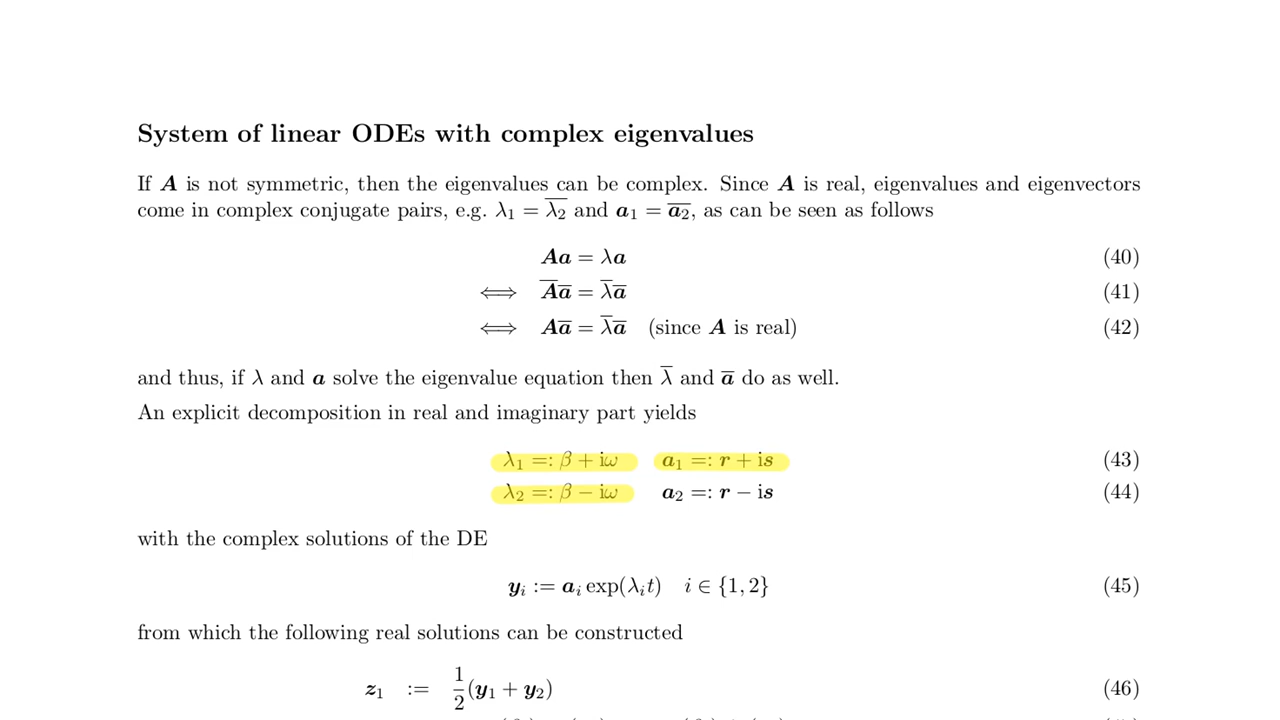 System of linear ODEs with complex eigenvalues
If A is not symmetric, then the eigenvalues can be complex. Since A is real, eigenvalues and eigenvectors
come in complex conjugate pairs, e.g. λ₁ = λ̅₂ and a₁ = a̅₂, as can be seen as follows
Aa = λa (40)
⟺ A̅a̅ = λ̅a̅ (41)
⟺ Aa̅ = λ̅a̅ (since A is real) (42)
and thus, if λ and a solve the eigenvalue equation then λ̅ and a̅ do as well.
An explicit decomposition in real and imaginary part yields
λ₁ =: β + iω a₁ =: r + is (43)
λ₂ =: β − iω a₂ =: r − is (44)
with the complex solutions of the DE
yᵢ := aᵢ exp(λᵢt) i ∈ {1, 2} (45)
from which the following real solutions can be constructed
z₁ := 1/2 (y₁ + y₂) (46)